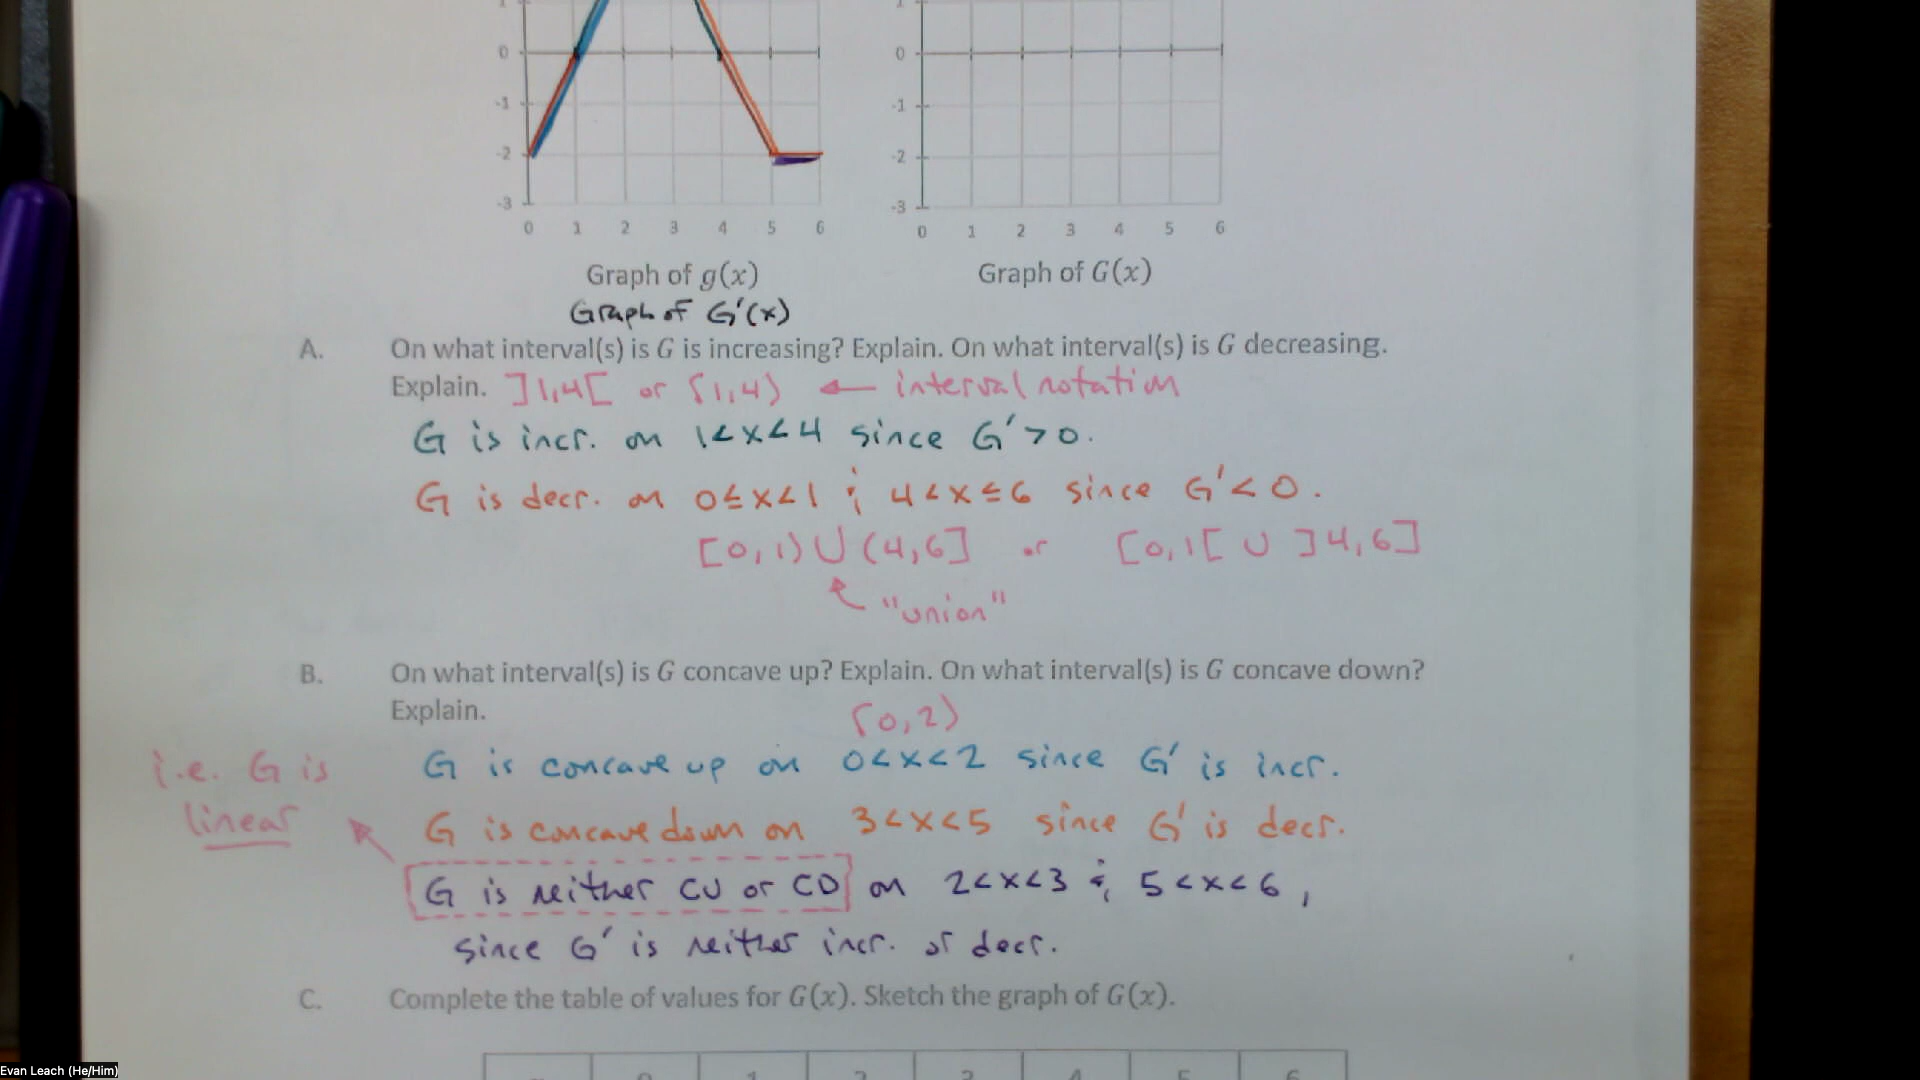 1 1
0 0
-1 -1
-2 -2
-3 -3
0 1 2 3 4 5 6 0 1 2 3 4 5 6
Graph of g(x) Graph of G(x)
Graph of G'(x)
A. On what interval(s) is G is increasing? Explain. On what interval(s) is G decreasing.
Explain. ]1,4[ or (1,4) ← interval notation
G is incr. on 1<x<4 since G'>0.
G is decr. on 0≤x<1 & 4<x≤6 since G'<0.
[0,1)∪(4,6] or [0,1[ ∪ ]4,6]
"union"
B. On what interval(s) is G concave up? Explain. On what interval(s) is G concave down?
Explain. (0,2)
i.e. G is linear
G is concave up on 0<x<2 since G' is incr.
G is concave down on 3<x<5 since G' is decr.
G is neither CU or CD on 2<x<3 & 5<x<6,
since G' is neither incr. or decr.
C. Complete the table of values for G(x). Sketch the graph of G(x).
Evan Leach (He/Him)